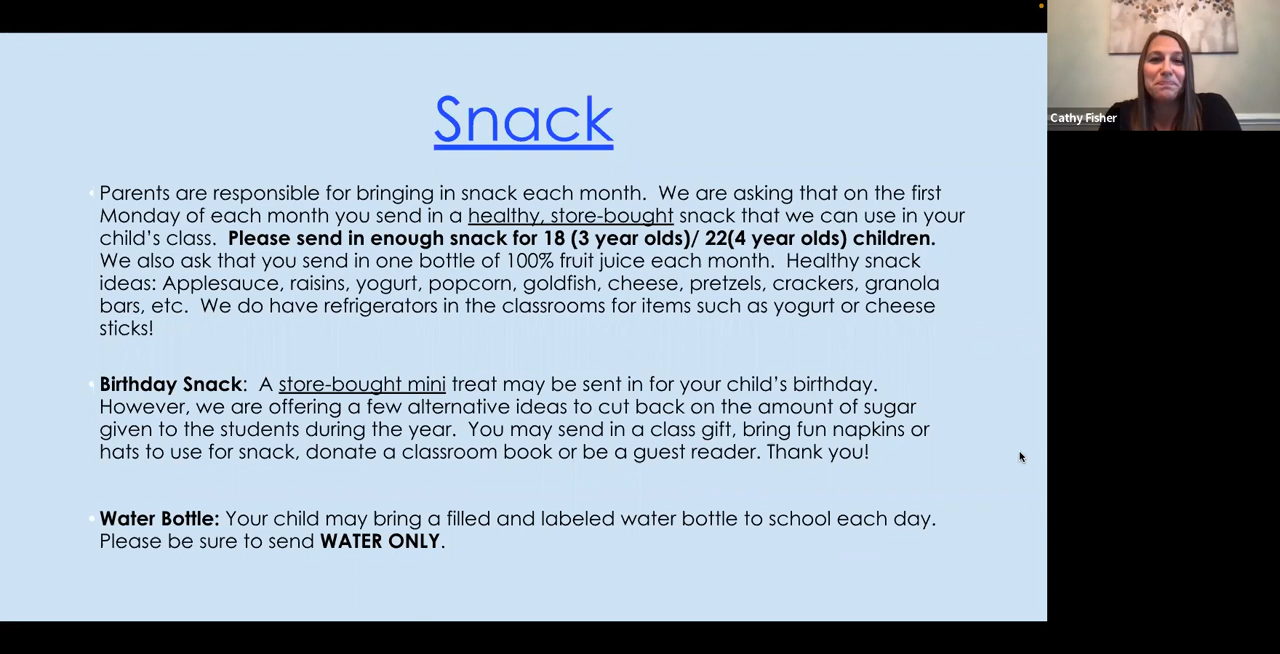 Snack
Parents are responsible for bringing in snack each month.  We are asking that on the first
Monday of each month you send in a healthy, store-bought snack that we can use in your
child's class.  Please send in enough snack for 18 (3 year olds)/ 22(4 year olds) children.
We also ask that you send in one bottle of 100% fruit juice each month.  Healthy snack
ideas: Applesauce, raisins, yogurt, popcorn, goldfish, cheese, pretzels, crackers, granola
bars, etc.  We do have refrigerators in the classrooms for items such as yogurt or cheese
sticks!
Birthday Snack:  A store-bought mini treat may be sent in for your child's birthday.
However, we are offering a few alternative ideas to cut back on the amount of sugar
given to the students during the year.  You may send in a class gift, bring fun napkins or
hats to use for snack, donate a classroom book or be a guest reader. Thank you!
Water Bottle: Your child may bring a filled and labeled water bottle to school each day.
Please be sure to send WATER ONLY.
Cathy Fisher